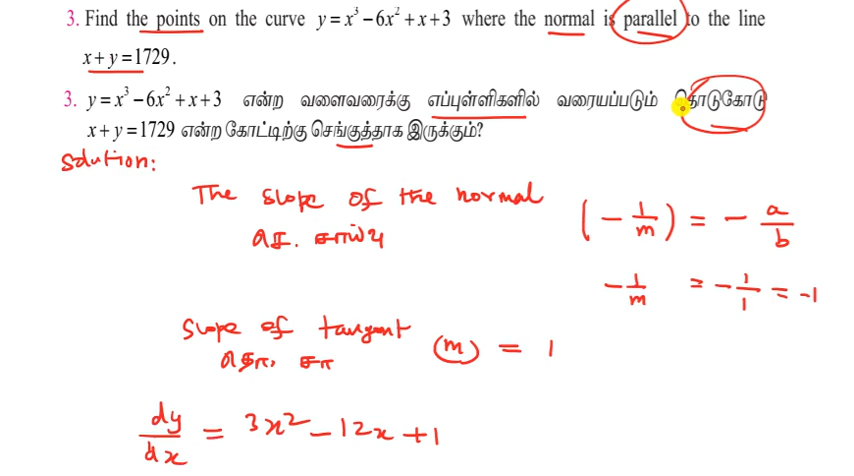 3. Find the points on the curve y = x³ − 6x² + x + 3 where the normal is parallel to the line
x + y = 1729.
3. y = x³ − 6x² + x + 3 என்ற வளைவரைக்கு எப்புள்ளிகளில் வரையப்படும் தொடுகோடு
x + y = 1729 என்ற கோட்டிற்கு செங்குத்தாக இருக்கும்?
Solution:
The slope of the normal
(− 1/m) = − a/b
செ. சாய்வு
− 1/m = − 1/1 = −1
Slope of tangent
(m) = 1
தொ. சா
dy/dx = 3x² − 12x + 1